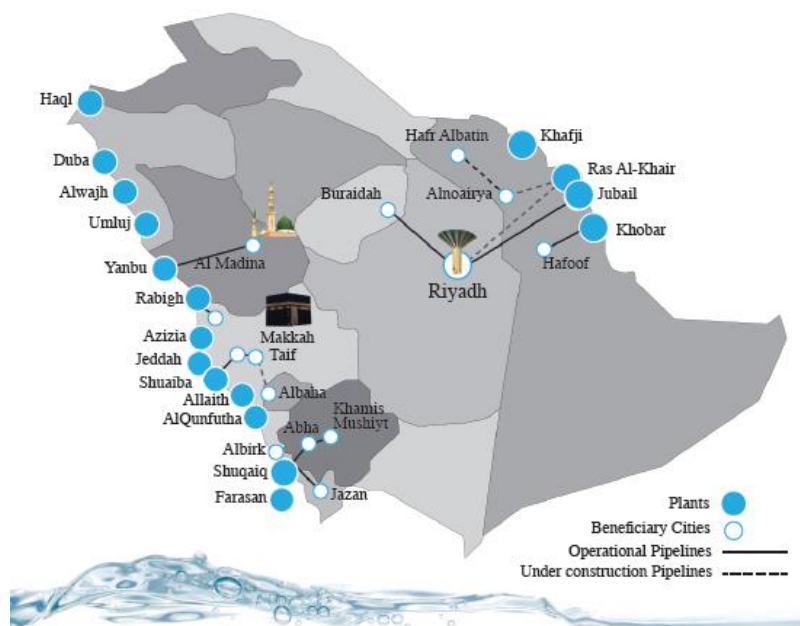 Haql
Duba
Alwajh
Umluj
Yanbu
Al Madina
Rabigh
Azizia
Jeddah
Shuaiba
Allaith
AlQunfutha
Albirk
Shuqaiq
Farasan
Makkah
Taif
Albaha
Abha
Khamis
Mushiyt
Jazan
Buraidah
Riyadh
Hafr Albatin
Alnoairya
Khafji
Ras Al-Khair
Jubail
Khobar
Hafoof
Plants
Beneficiary Cities
Operational Pipelines
Under construction Pipelines